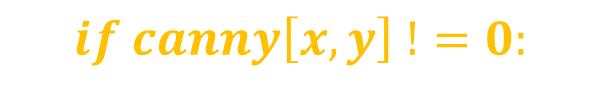 if canny[x, y] ! = 0: